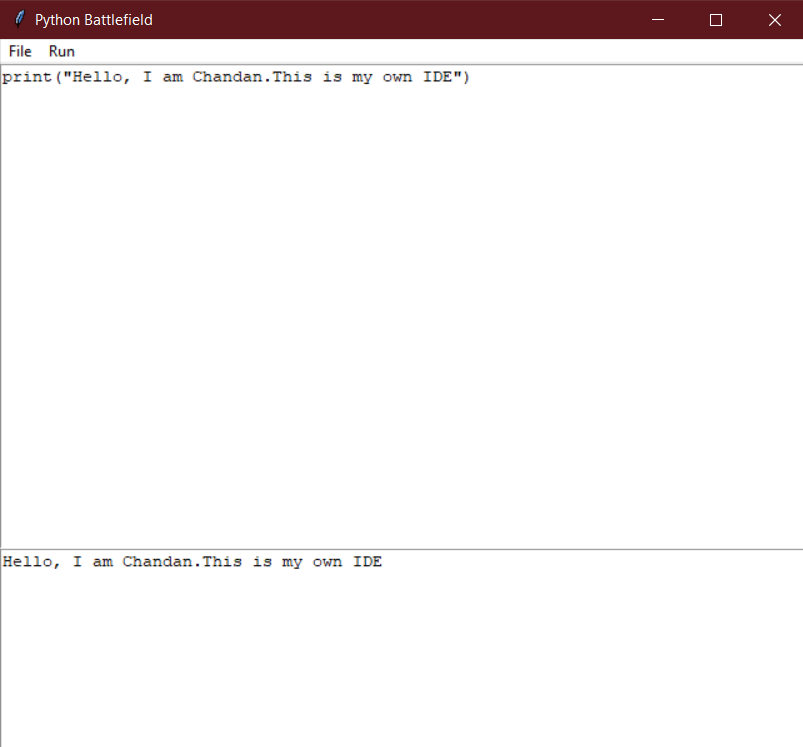 Python Battlefield
File Run
print("Hello, I am Chandan.This is my own IDE")
Hello, I am Chandan.This is my own IDE